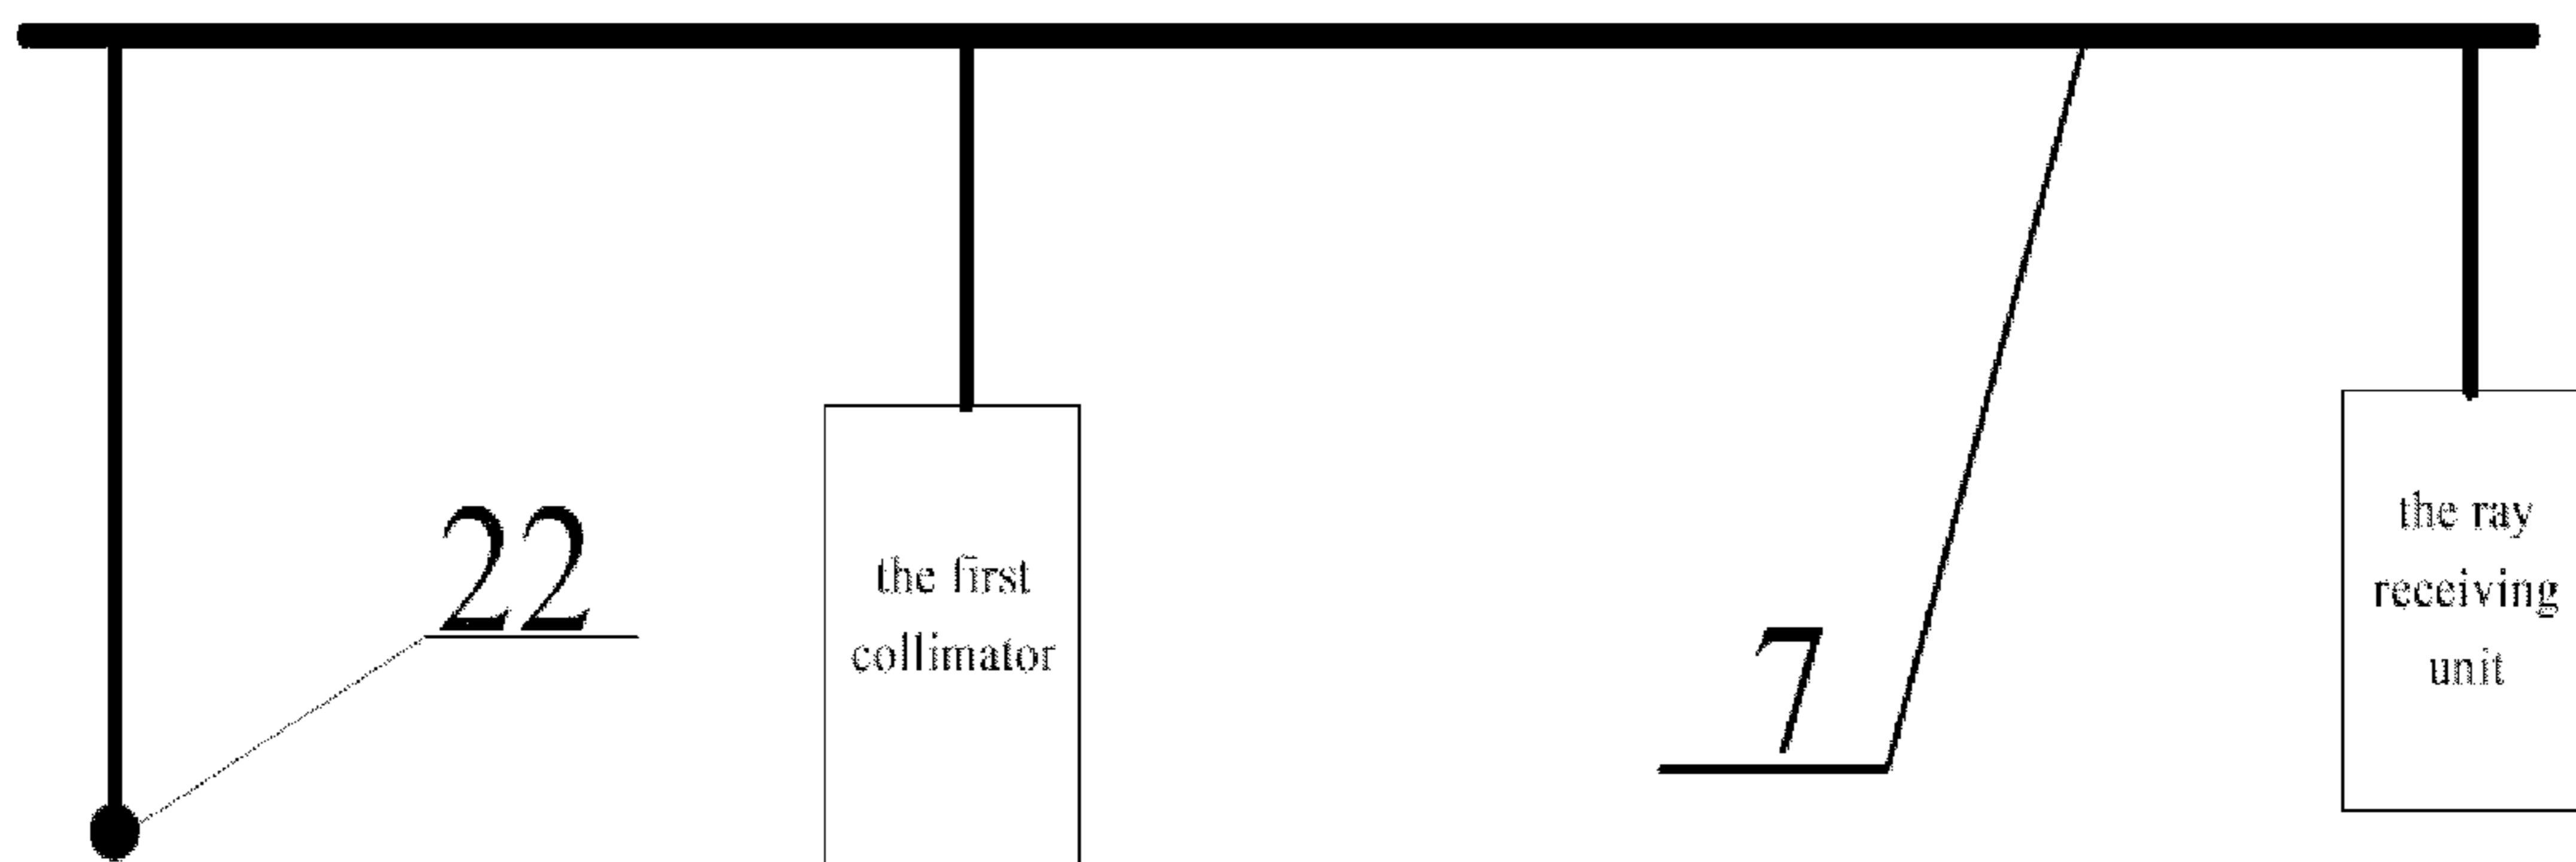 22
the first
collimator
7
the ray
receiving
unit